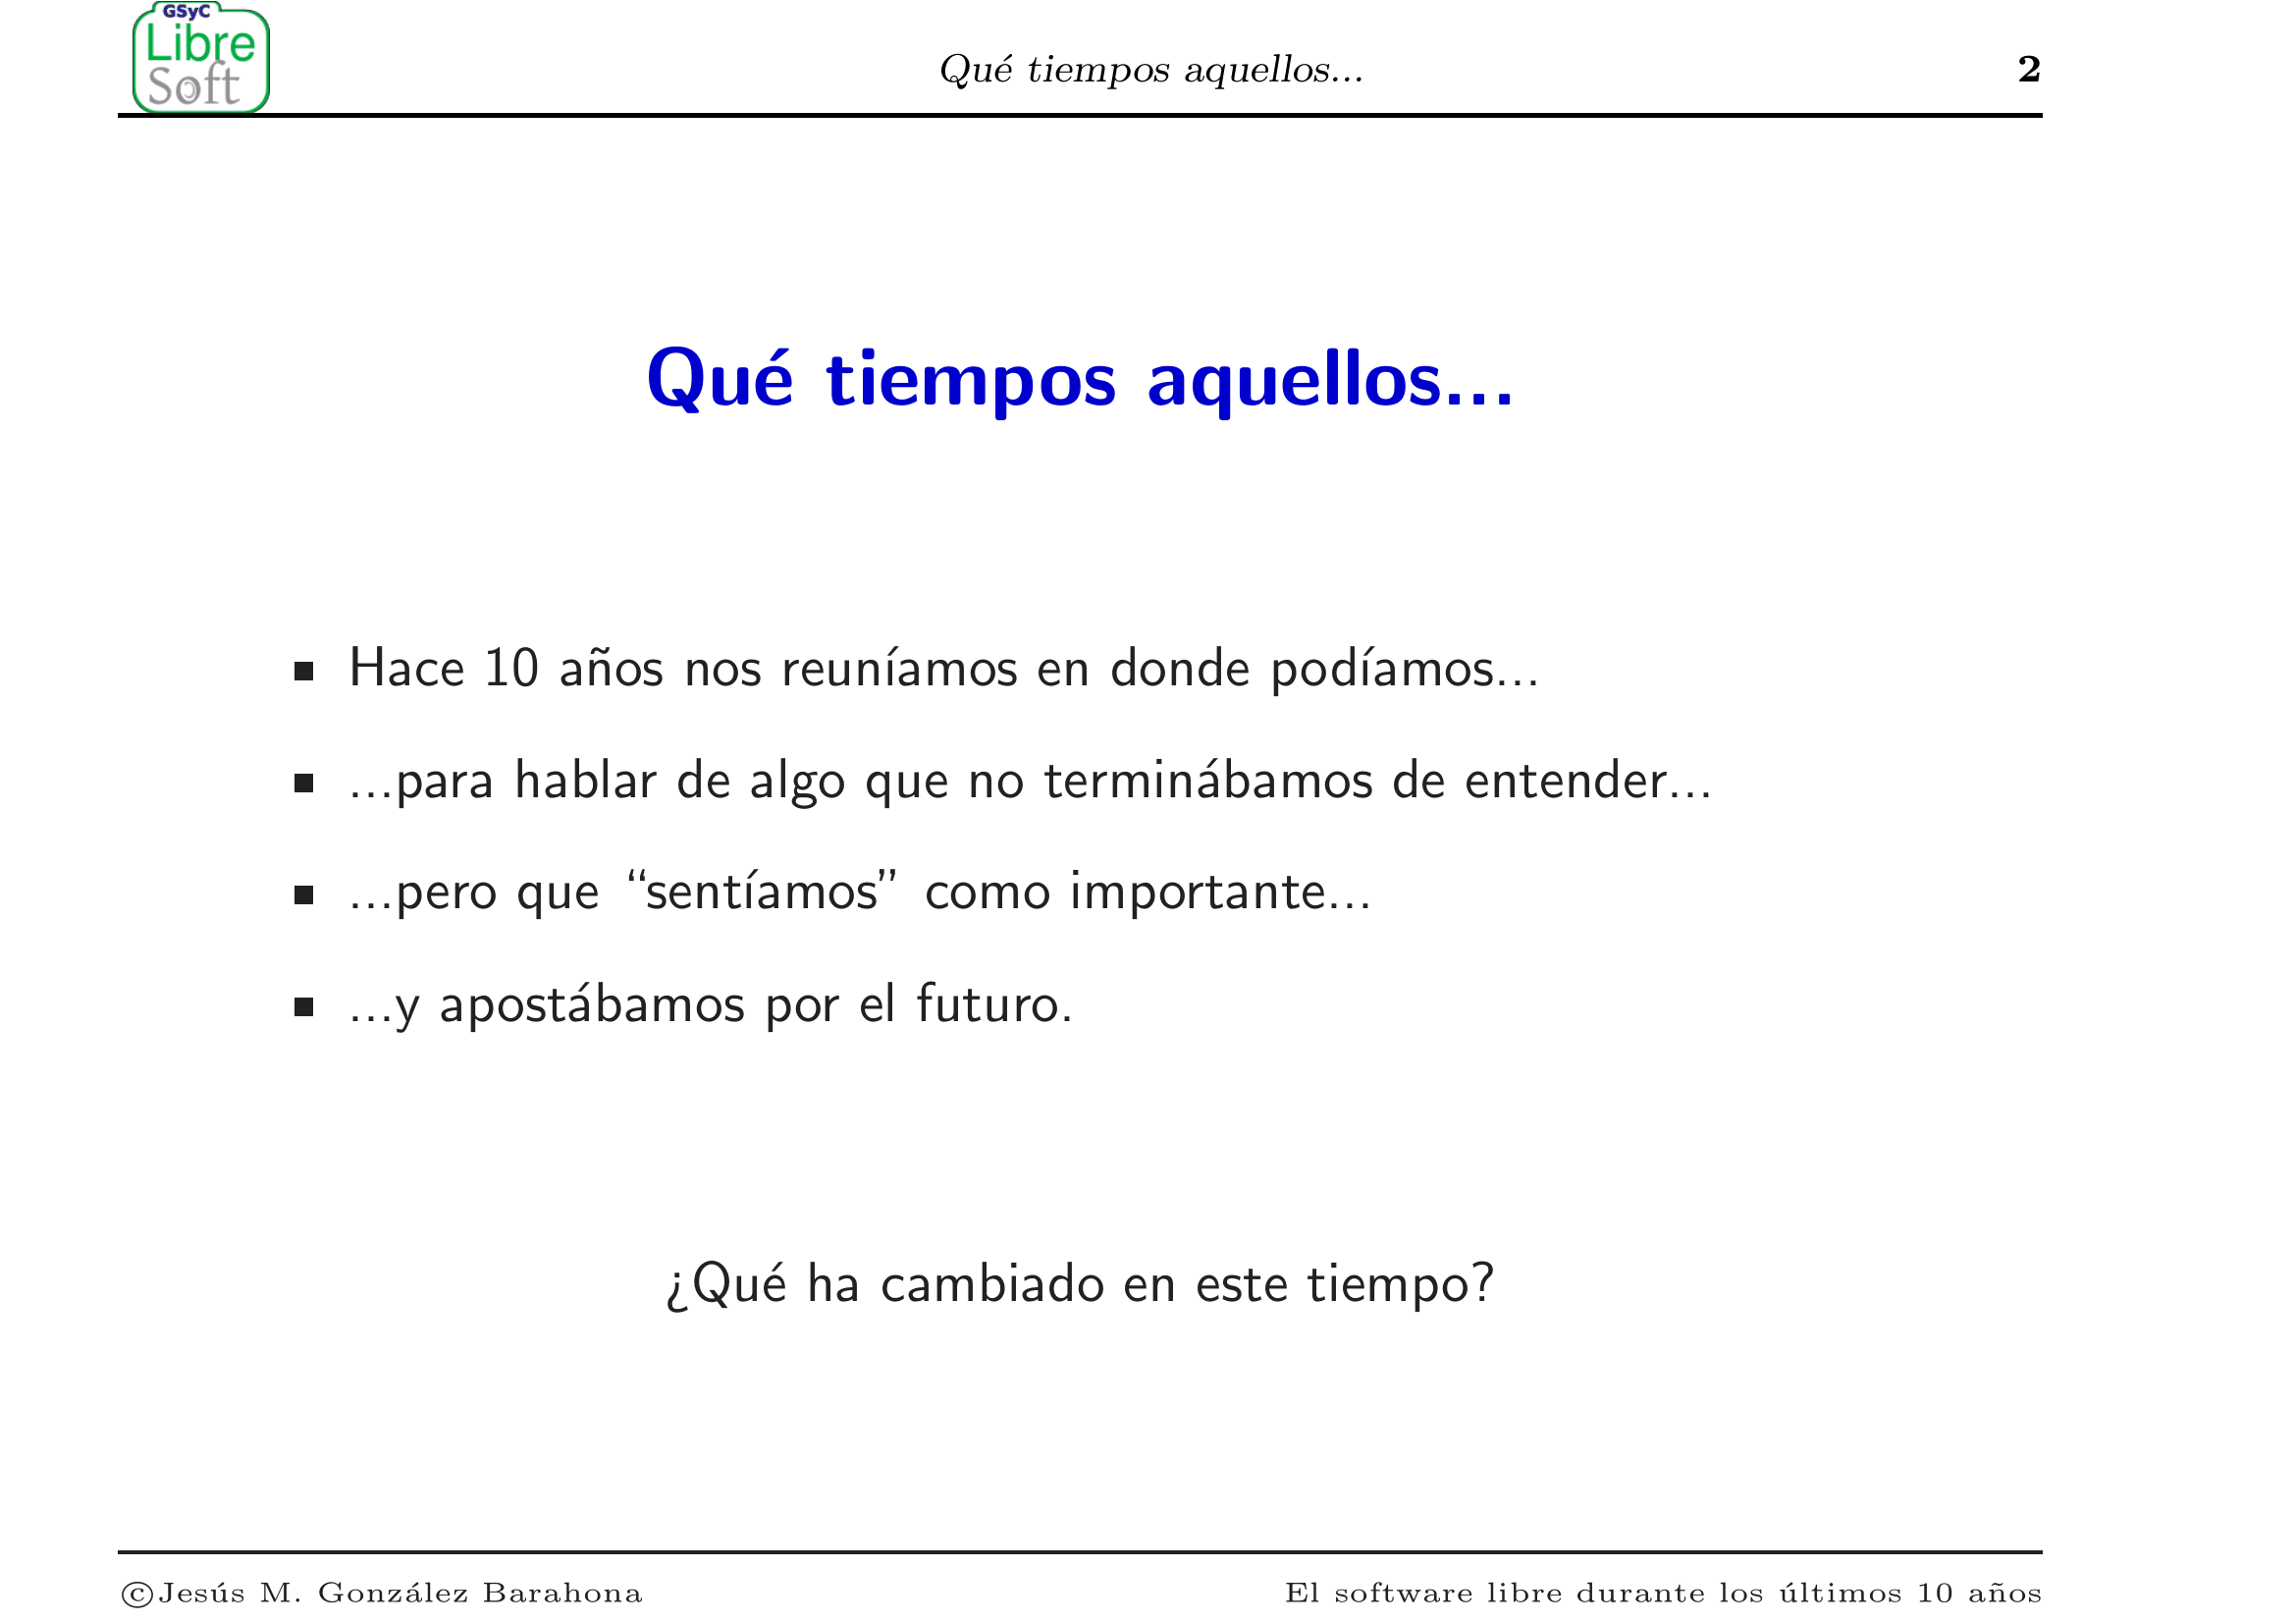 GSyC
Libre
Soft
Qué tiempos aquellos...
2
Qué tiempos aquellos...
■ Hace 10 años nos reuníamos en donde podíamos...
■ ...para hablar de algo que no terminábamos de entender...
■ ...pero que “sentíamos” como importante...
■ ...y apostábamos por el futuro.
¿Qué ha cambiado en este tiempo?
©Jesús M. González Barahona
El software libre durante los últimos 10 años